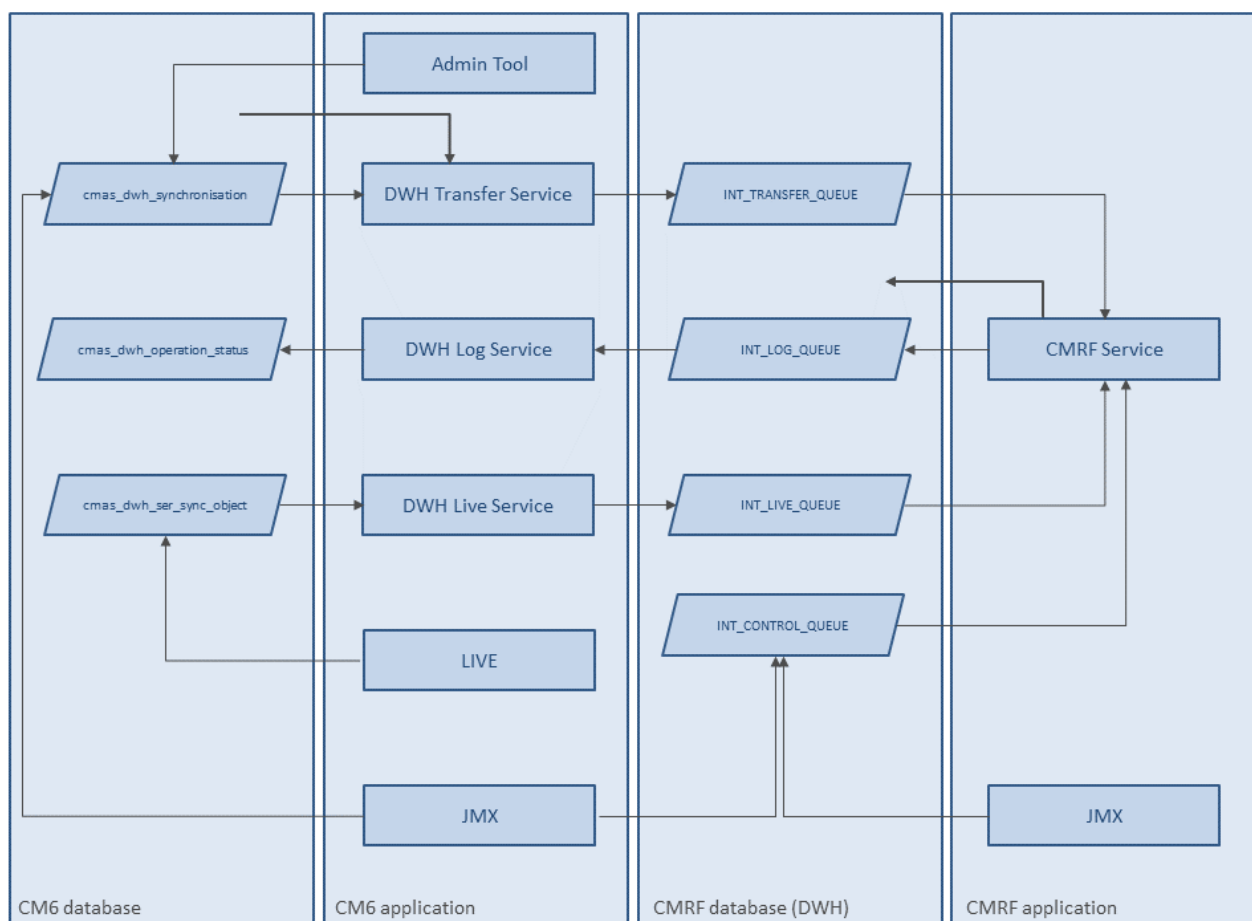 Admin Tool
cmas_dwh_synchronisation
DWH Transfer Service
INT_TRANSFER_QUEUE
cmas_dwh_operation_status
DWH Log Service
INT_LOG_QUEUE
CMRF Service
cmas_dwh_ser_sync_object
DWH Live Service
INT_LIVE_QUEUE
INT_CONTROL_QUEUE
LIVE
JMX
JMX
CM6 database
CM6 application
CMRF database (DWH)
CMRF application